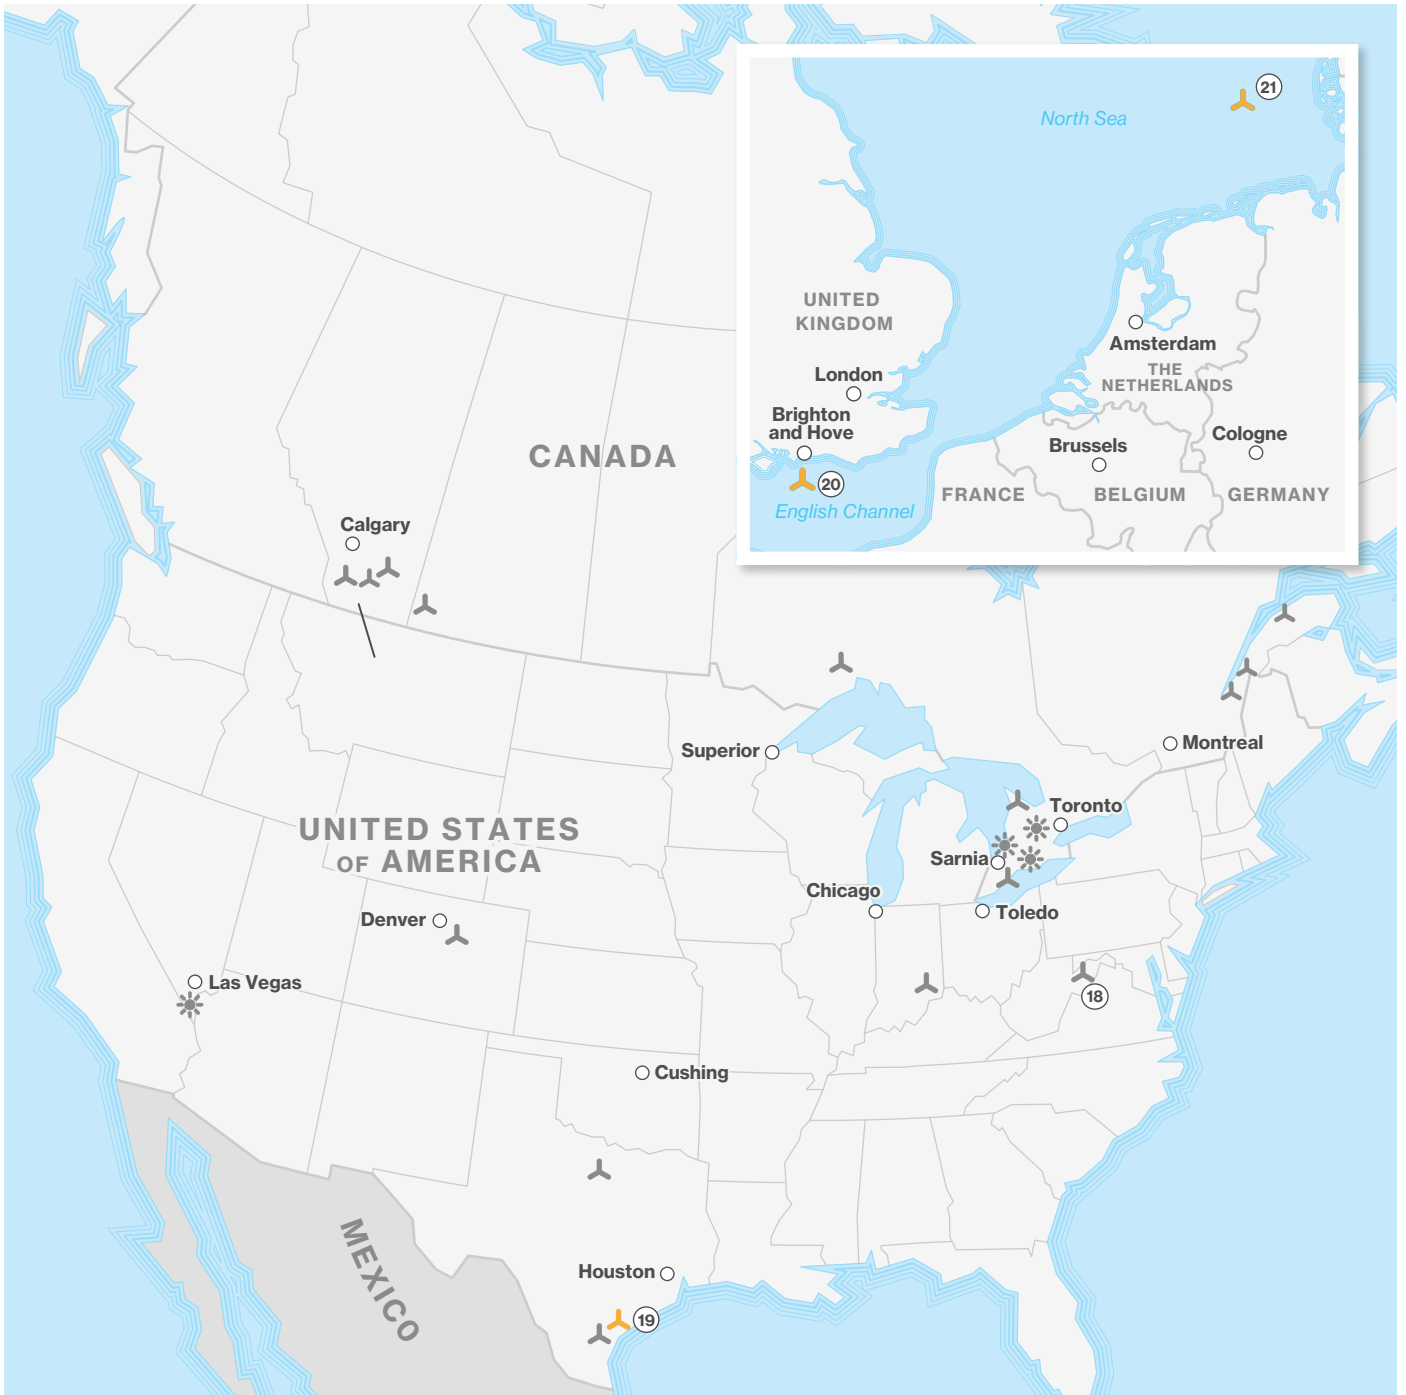 21
North Sea
UNITED
KINGDOM
Amsterdam
THE
NETHERLANDS
London
Brighton
and Hove
Brussels
Cologne
20
FRANCE
BELGIUM
GERMANY
English Channel
CANADA
Calgary
Superior
Montreal
Toronto
UNITED STATES
OF AMERICA
Sarnia
Chicago
Toledo
Denver
Las Vegas
18
Cushing
MEXICO
Houston
19